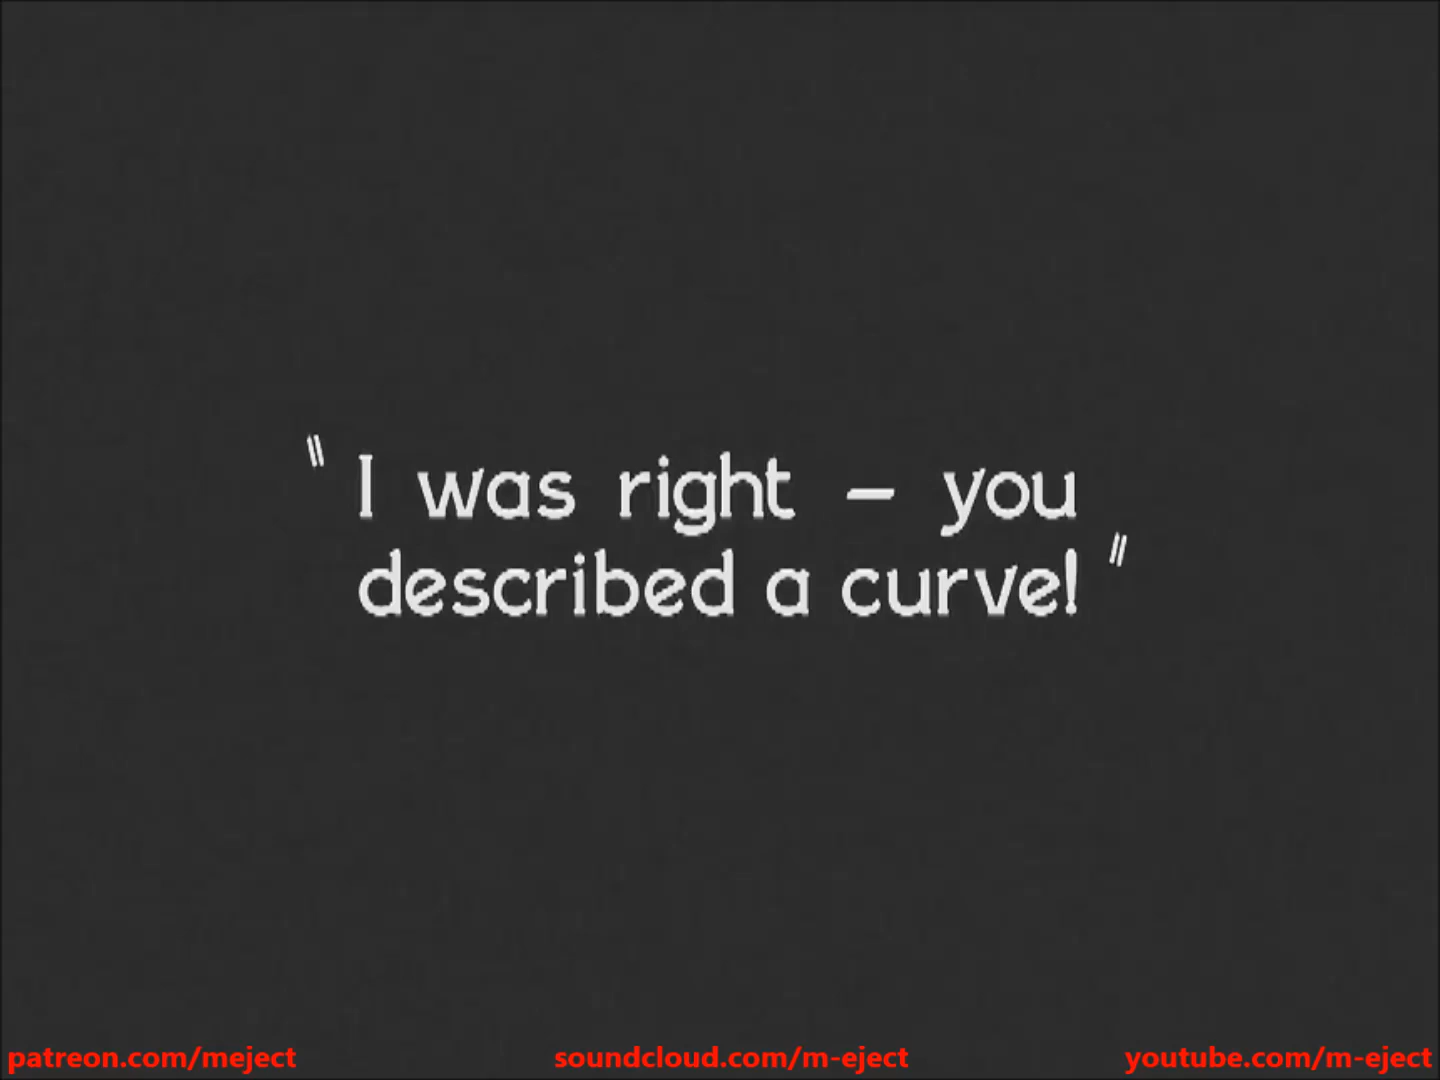 " I was right – you
described a curve! "
patreon.com/meject
soundcloud.com/m-eject
youtube.com/m-eject